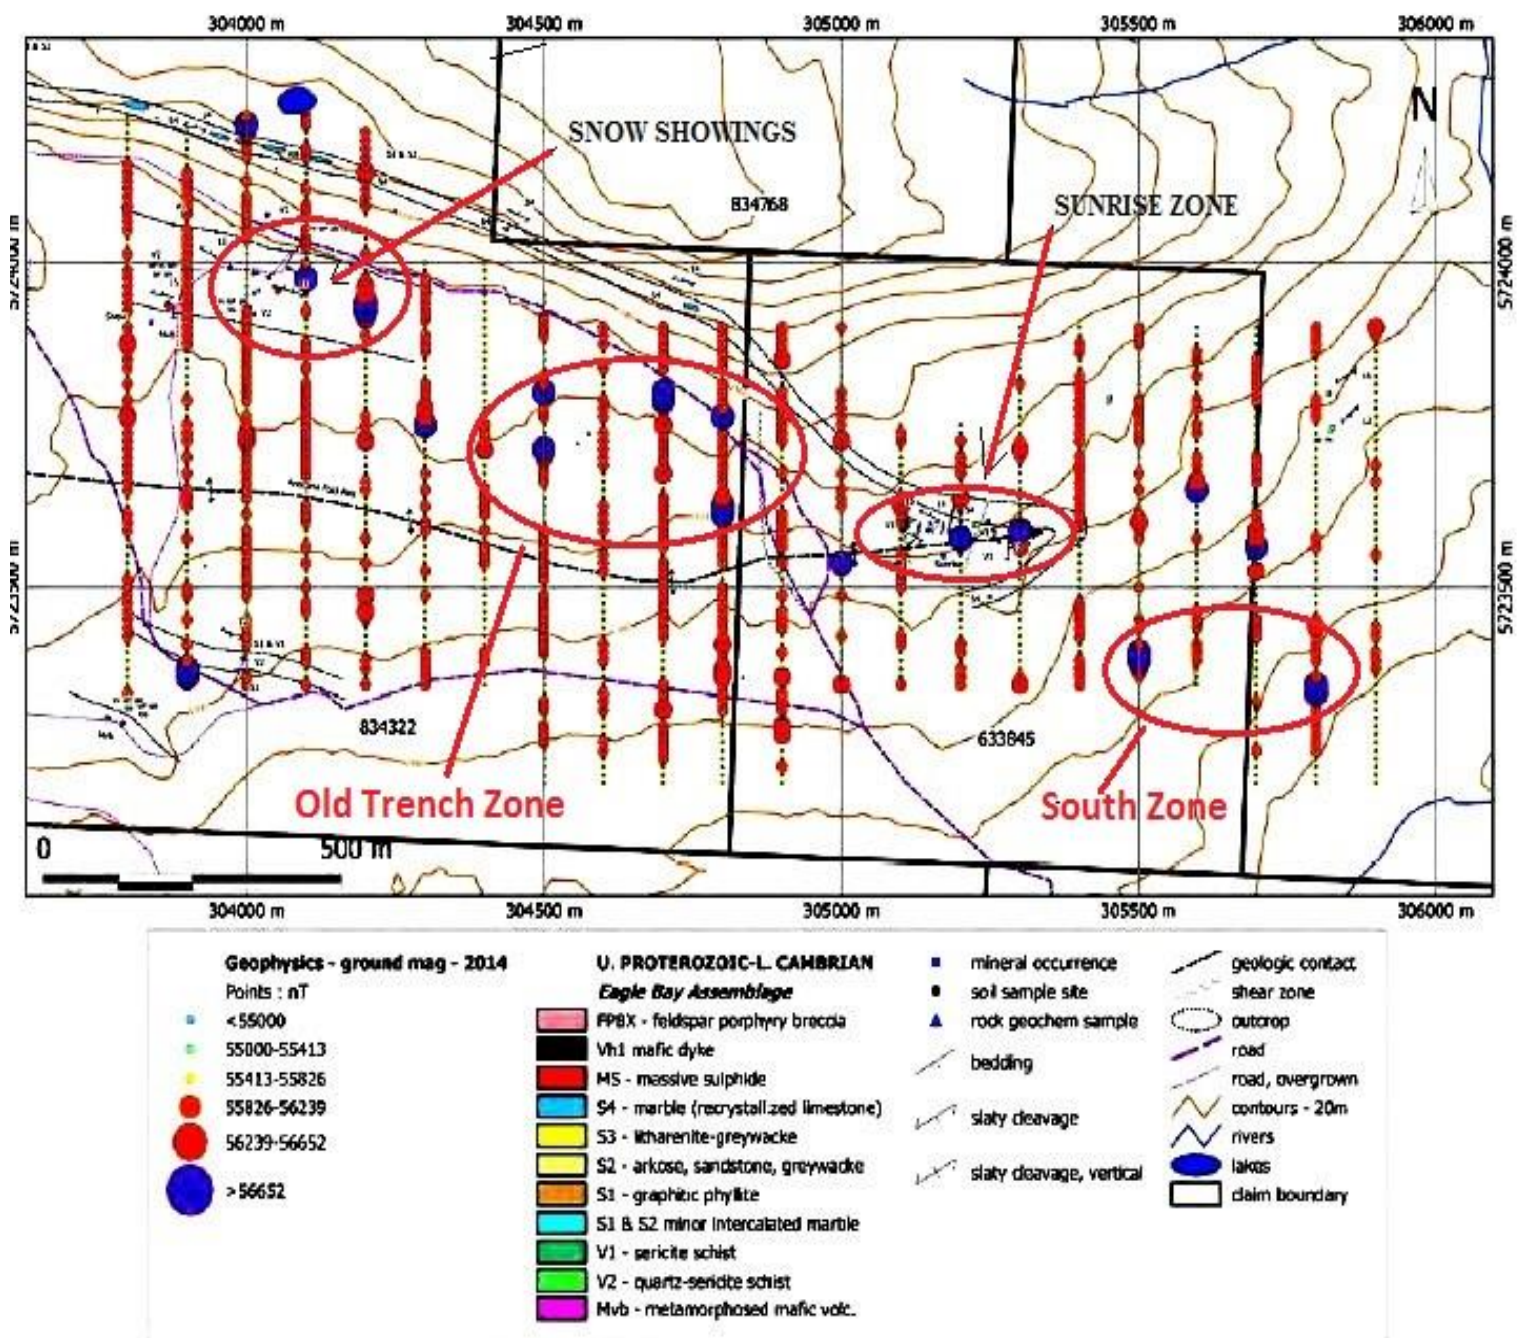 304000 m 304500 m 305000 m 305500 m 306000 m
N
SNOW SHOWINGS
SUNRISE ZONE
834768
5724000 m
5724000 m
5723500 m
5723500 m
834322
633845
Old Trench Zone
South Zone
0 500 m
304000 m 304500 m 305000 m 305500 m 306000 m
Geophysics - ground mag - 2014
Points : nT
<55000
55000-55413
55413-55826
55826-56239
56239-56652
>56652
U. PROTEROZOIC-L. CAMBRIAN
Eagle Bay Assemblage
FPBX - feldspar porphyry breccia
Vh1 mafic dyke
MS - massive sulphide
S4 - marble (recrystallized limestone)
S3 - litharenite-greywacke
S2 - arkose, sandstone, greywacke
S1 - graphitic phyllite
S1 & S2 minor intercalated marble
V1 - sericite schist
V2 - quartz-sericite schist
Mvb - metamorphosed mafic volc.
mineral occurrence
soil sample site
rock geochem sample
bedding
slaty cleavage
slaty cleavage, vertical
geologic contact
shear zone
outcrop
road
road, overgrown
contours - 20m
rivers
lakes
claim boundary